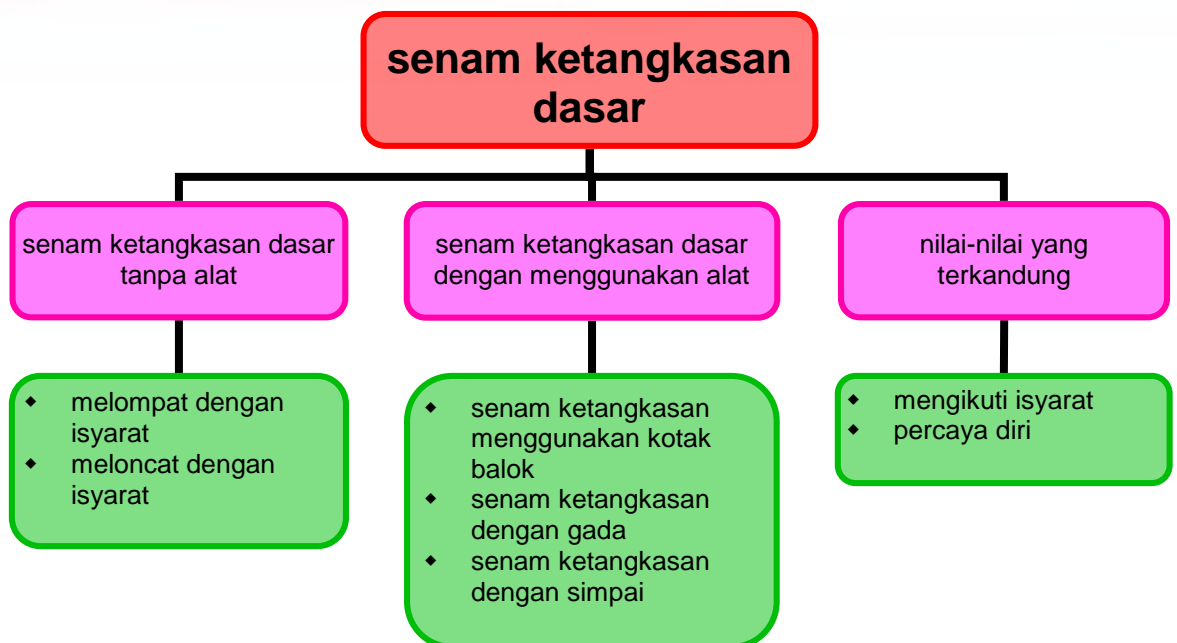 senam ketangkasan
dasar
senam ketangkasan dasar
tanpa alat
senam ketangkasan dasar
dengan menggunakan alat
nilai-nilai yang
terkandung
◆ melompat dengan
isyarat
◆ meloncat dengan
isyarat
◆ senam ketangkasan
menggunakan kotak
balok
◆ senam ketangkasan
dengan gada
◆ senam ketangkasan
dengan simpai
◆ mengikuti isyarat
◆ percaya diri